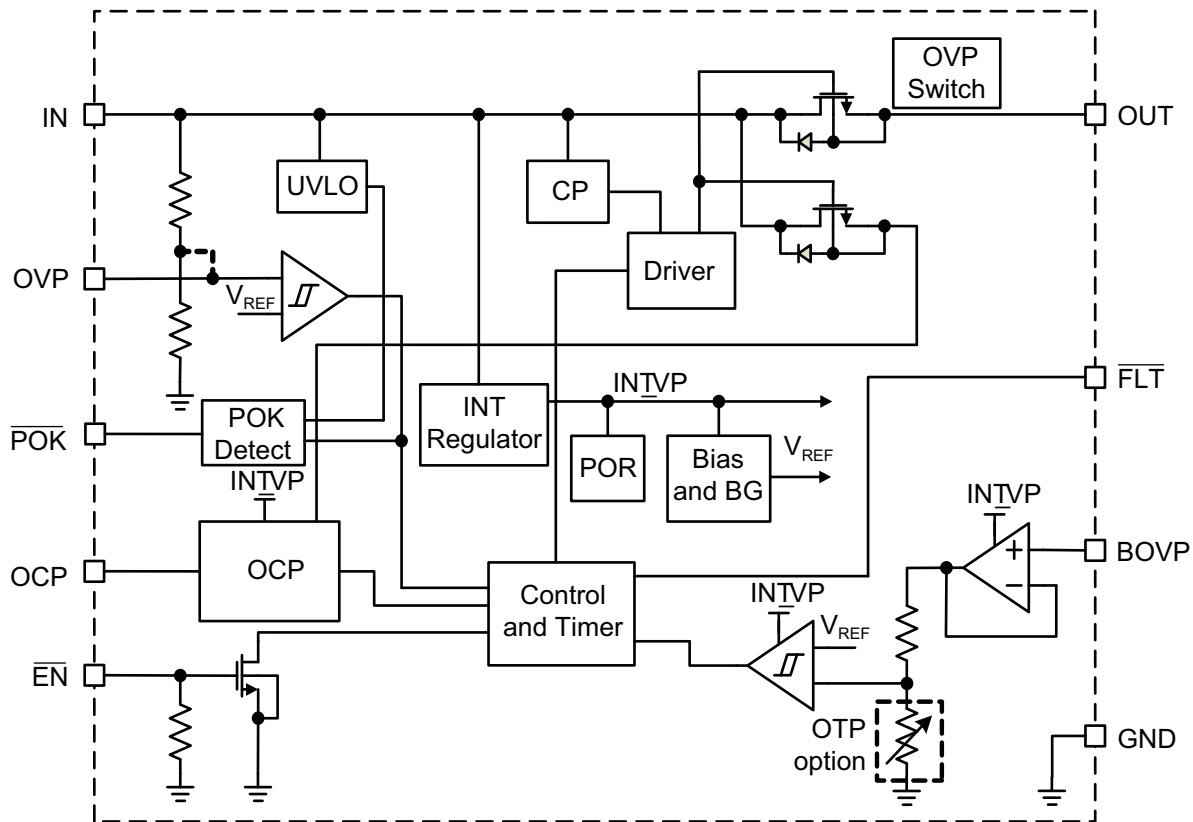 OVP
Switch
IN
OUT
UVLO
CP
Driver
OVP
VREF
INTVP
FLT
POK
POK
Detect
INT
Regulator
POR
Bias
and BG
VREF
INTVP
INTVP
OCP
OCP
BOVP
+
−
Control
and Timer
INTVP
VREF
EN
OTP
option
GND